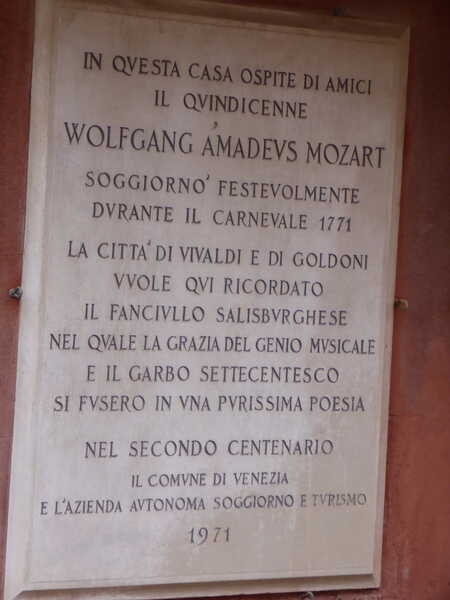 IN QVESTA CASA OSPITE DI AMICI
IL QVINDICENNE
WOLFGANG AMADEVS MOZART
SOGGIORNO' FESTEVOLMENTE
DVRANTE IL CARNEVALE 1771
LA CITTA' DI VIVALDI E DI GOLDONI
VVOLE QVI RICORDATO
IL FANCIVLLO SALISBVRGHESE
NEL QVALE LA GRAZIA DEL GENIO MVSICALE
E IL GARBO SETTECENTESCO
SI FVSERO IN VNA PVRISSIMA POESIA
NEL SECONDO CENTENARIO
IL COMVNE DI VENEZIA
E L'AZIENDA AVTONOMA SOGGIORNO E TVRISMO
1971